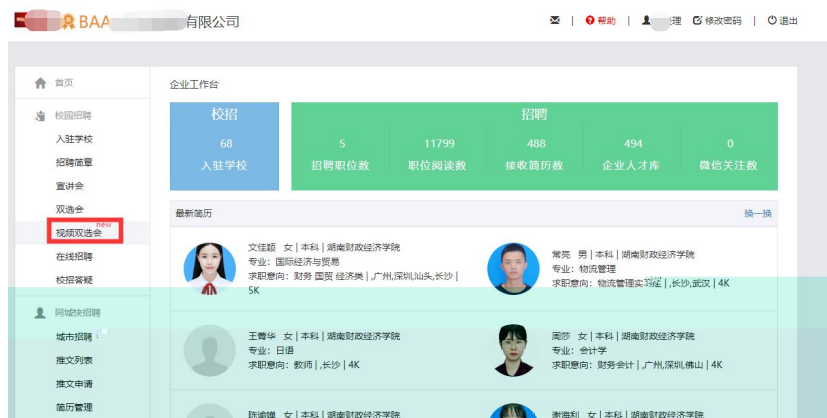 BAA
有限公司
帮助
理
修改密码
退出
首页
企业工作台
校园招聘
入驻学校
招聘简章
宣讲会
双选会
new
视频双选会
在线招聘
校招答疑
同城快招聘
城市招聘
推文列表
推文申请
简历管理
校招
68
入驻学校
招聘
5
招聘职位数
11799
职位阅读数
488
接收简历数
494
企业人才库
0
微信关注数
最新简历
换一换
文佳颖 女 | 本科 | 湖南财政经济学院
专业：国际经济与贸易
求职意向：财务 国贸 经济类 | ,广州,深圳,汕头,长沙 |
5K
常亮 男 | 本科 | 湖南财政经济学院
专业：物流管理
求职意向：物流管理实习 | ,长沙,武汉 | 4K
女 | 本科 | 湖南财政经济学院
专业：日语
求职意向：教师 | ,长沙 | 4K
周莎 女 | 本科 | 湖南财政经济学院
专业：会计学
求职意向：财务会计 | ,广州,深圳,佛山 | 4K
女 | 本科 | 湖南财政经济学院
谢海利 女 | 本科 | 湖南财政经济学院